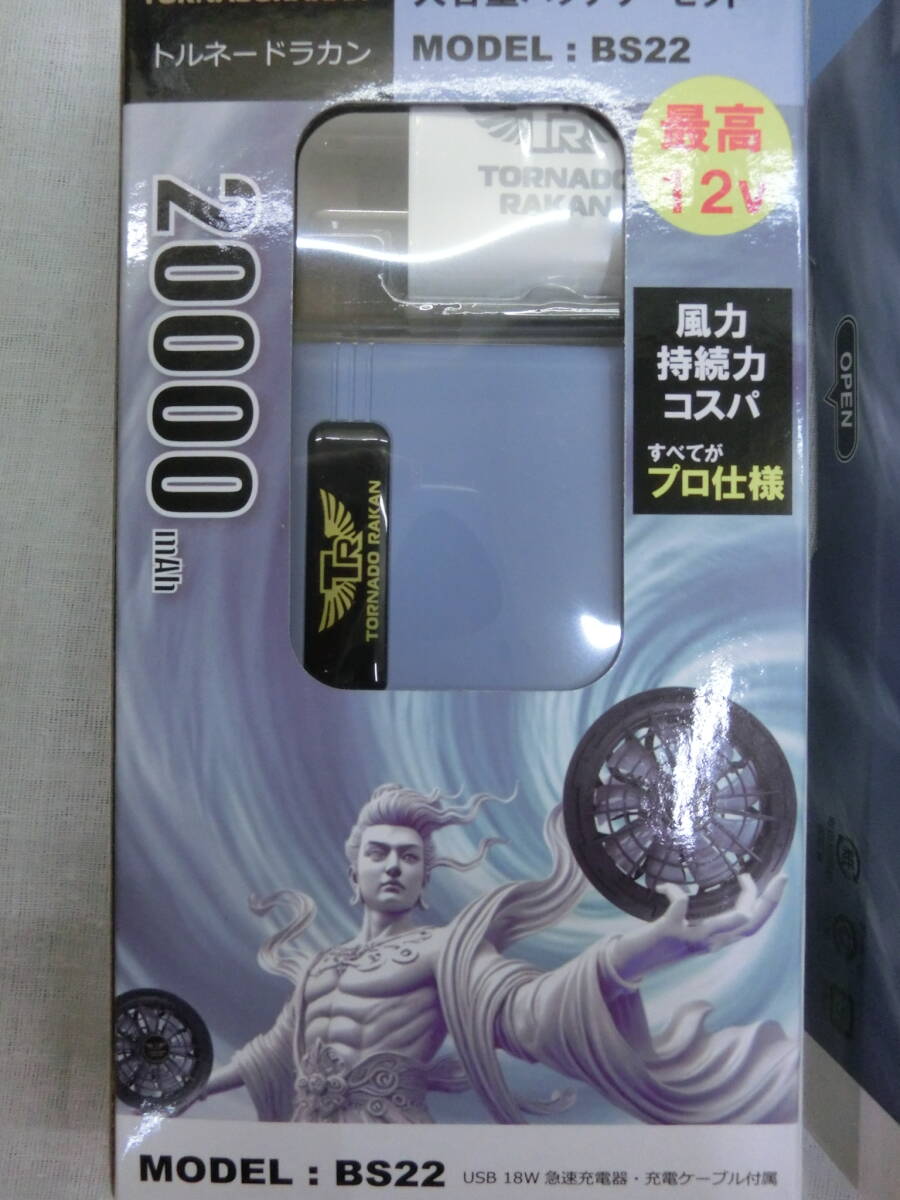 トルネードラカン
MODEL : BS22
最高
12V
20000mAh
TORNADO
RAKAN
風力
持続力
コスパ
すべてが
プロ仕様
OPEN
TR
TORNADO RAKAN
MODEL : BS22 USB 18W 急速充電器・充電ケーブル付属